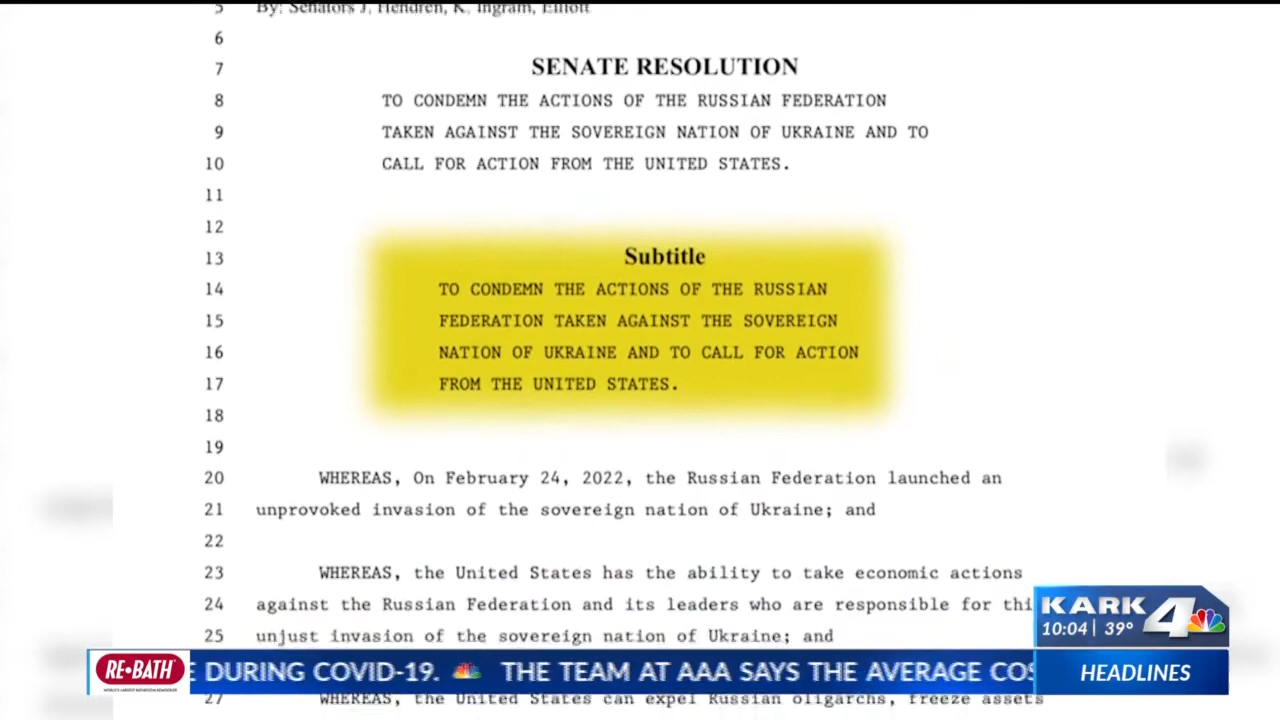 5 By: Senators J. Hendren, K. Ingram, Elliott
6
7 SENATE RESOLUTION
8 TO CONDEMN THE ACTIONS OF THE RUSSIAN FEDERATION
9 TAKEN AGAINST THE SOVEREIGN NATION OF UKRAINE AND TO
10 CALL FOR ACTION FROM THE UNITED STATES.
11
12
13 Subtitle
14 TO CONDEMN THE ACTIONS OF THE RUSSIAN
15 FEDERATION TAKEN AGAINST THE SOVEREIGN
16 NATION OF UKRAINE AND TO CALL FOR ACTION
17 FROM THE UNITED STATES.
18
19
20 WHEREAS, On February 24, 2022, the Russian Federation launched an
21 unprovoked invasion of the sovereign nation of Ukraine; and
22
23 WHEREAS, the United States has the ability to take economic actions
24 against the Russian Federation and its leaders who are responsible for thi
25 unjust invasion of the sovereign nation of Ukraine; and
KARK 4
10:04 | 39°
RE·BATH
E DURING COVID-19. THE TEAM AT AAA SAYS THE AVERAGE COS
HEADLINES
27 WHEREAS, the United States can expel Russian oligarchs, freeze assets